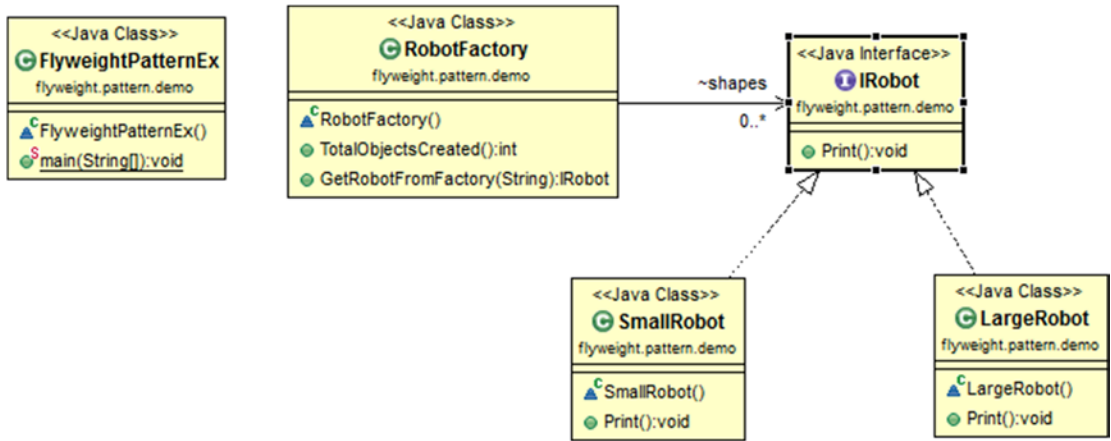 <<Java Class>>
FlyweightPatternEx
flyweight.pattern.demo
FlyweightPatternEx()
main(String[]):void
<<Java Class>>
RobotFactory
flyweight.pattern.demo
RobotFactory()
TotalObjectsCreated():int
GetRobotFromFactory(String):IRobot
~shapes
0..*
<<Java Interface>>
IRobot
flyweight.pattern.demo
Print():void
<<Java Class>>
SmallRobot
flyweight.pattern.demo
SmallRobot()
Print():void
<<Java Class>>
LargeRobot
flyweight.pattern.demo
LargeRobot()
Print():void